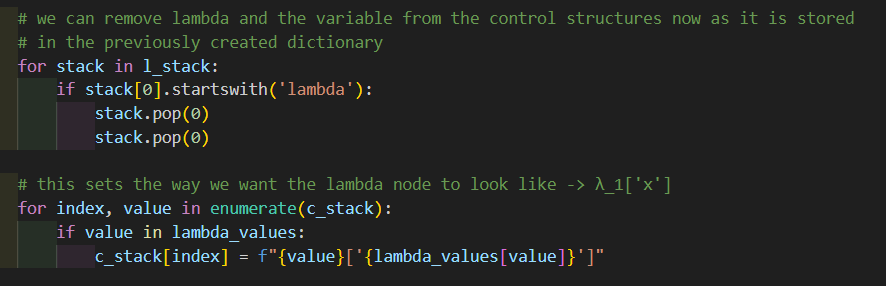 # we can remove lambda and the variable from the control structures now as it is stored
# in the previously created dictionary
for stack in l_stack:
    if stack[0].startswith('lambda'):
        stack.pop(0)
        stack.pop(0)
# this sets the way we want the lambda node to look like -> λ_1['x']
for index, value in enumerate(c_stack):
    if value in lambda_values:
        c_stack[index] = f"{value}['{lambda_values[value]}']"